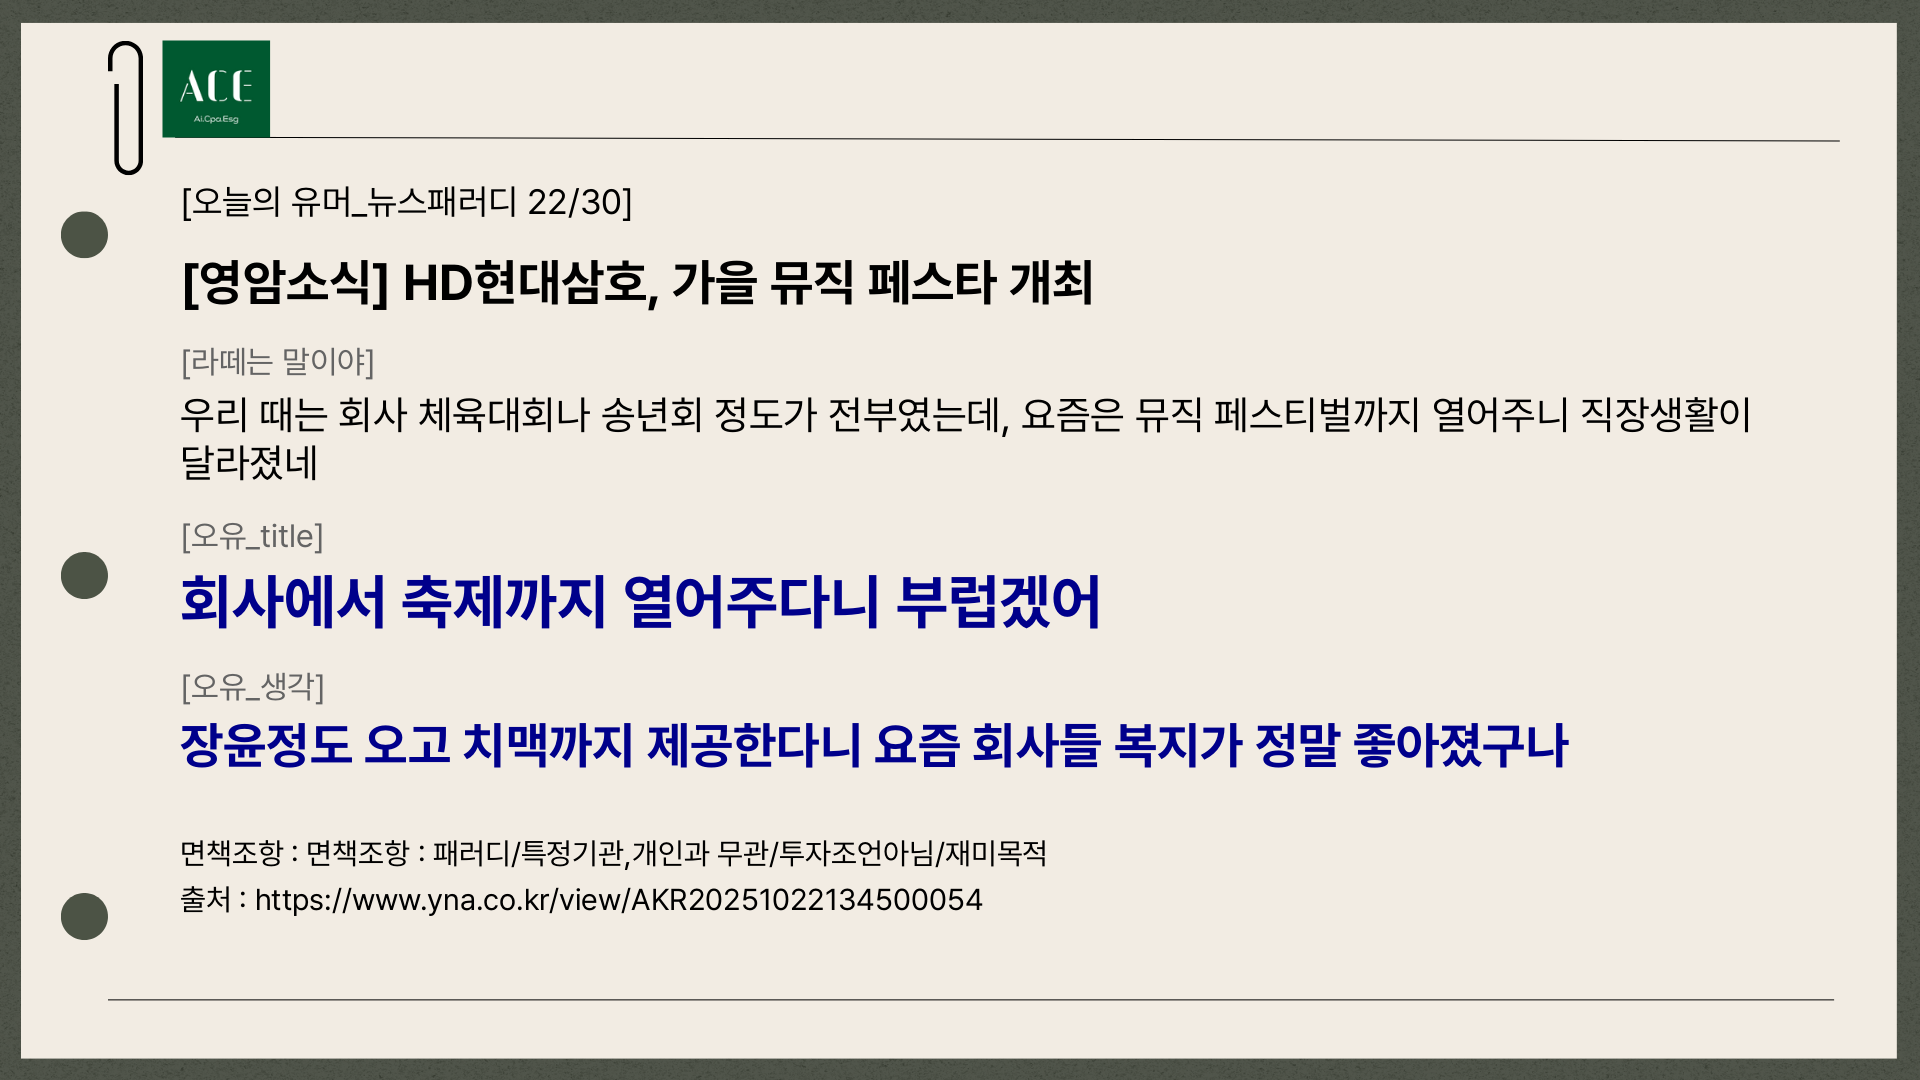 ACE
Ai.Cpa.Esg
[오늘의 유머_뉴스패러디 22/30]
[영암소식] HD현대삼호, 가을 뮤직 페스타 개최
[라떼는 말이야]
우리 때는 회사 체육대회나 송년회 정도가 전부였는데, 요즘은 뮤직 페스티벌까지 열어주니 직장생활이
달라졌네
[오유_title]
회사에서 축제까지 열어주다니 부럽겠어
[오유_생각]
장윤정도 오고 치맥까지 제공한다니 요즘 회사들 복지가 정말 좋아졌구나
면책조항 : 면책조항 : 패러디/특정기관,개인과 무관/투자조언아님/재미목적
출처 : https://www.yna.co.kr/view/AKR20251022134500054